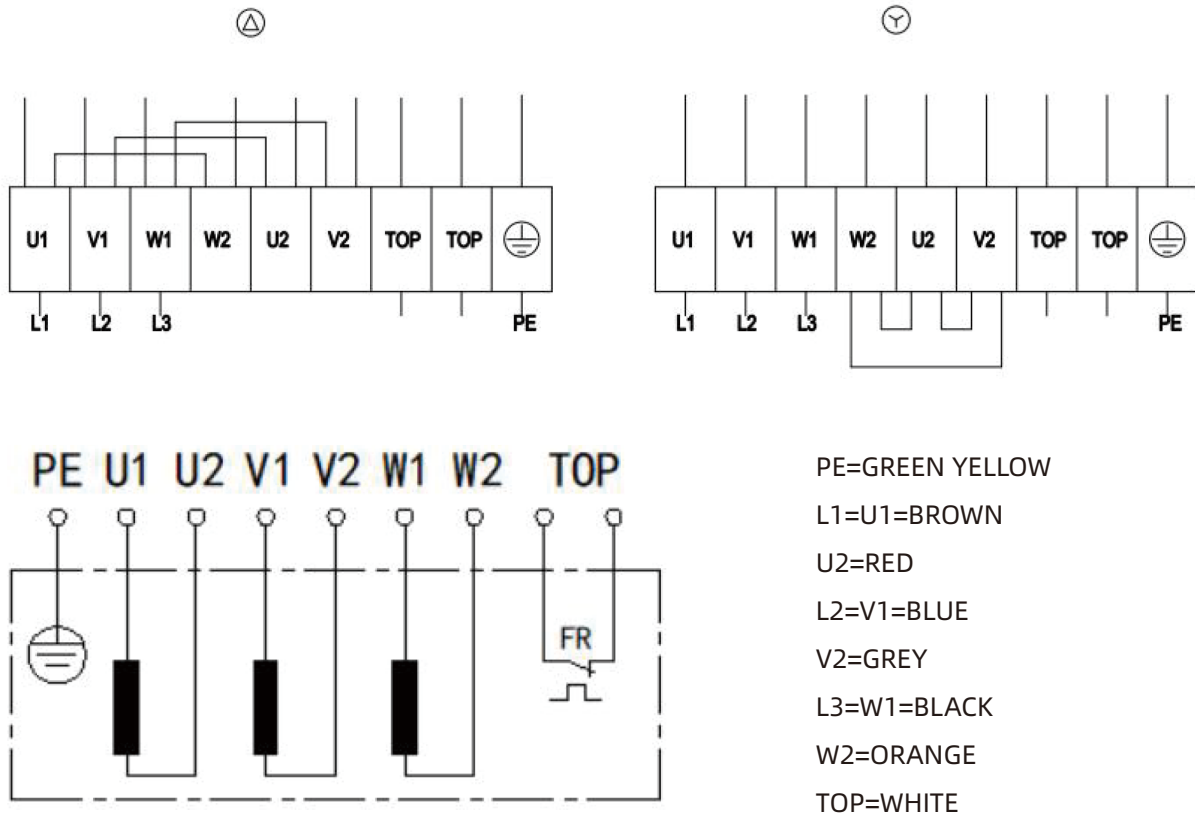 U1 V1 W1 W2 U2 V2 TOP TOP
L1 L2 L3 PE
U1 V1 W1 W2 U2 V2 TOP TOP
L1 L2 L3 PE
PE U1 U2 V1 V2 W1 W2 TOP
FR
PE=GREEN YELLOW
L1=U1=BROWN
U2=RED
L2=V1=BLUE
V2=GREY
L3=W1=BLACK
W2=ORANGE
TOP=WHITE